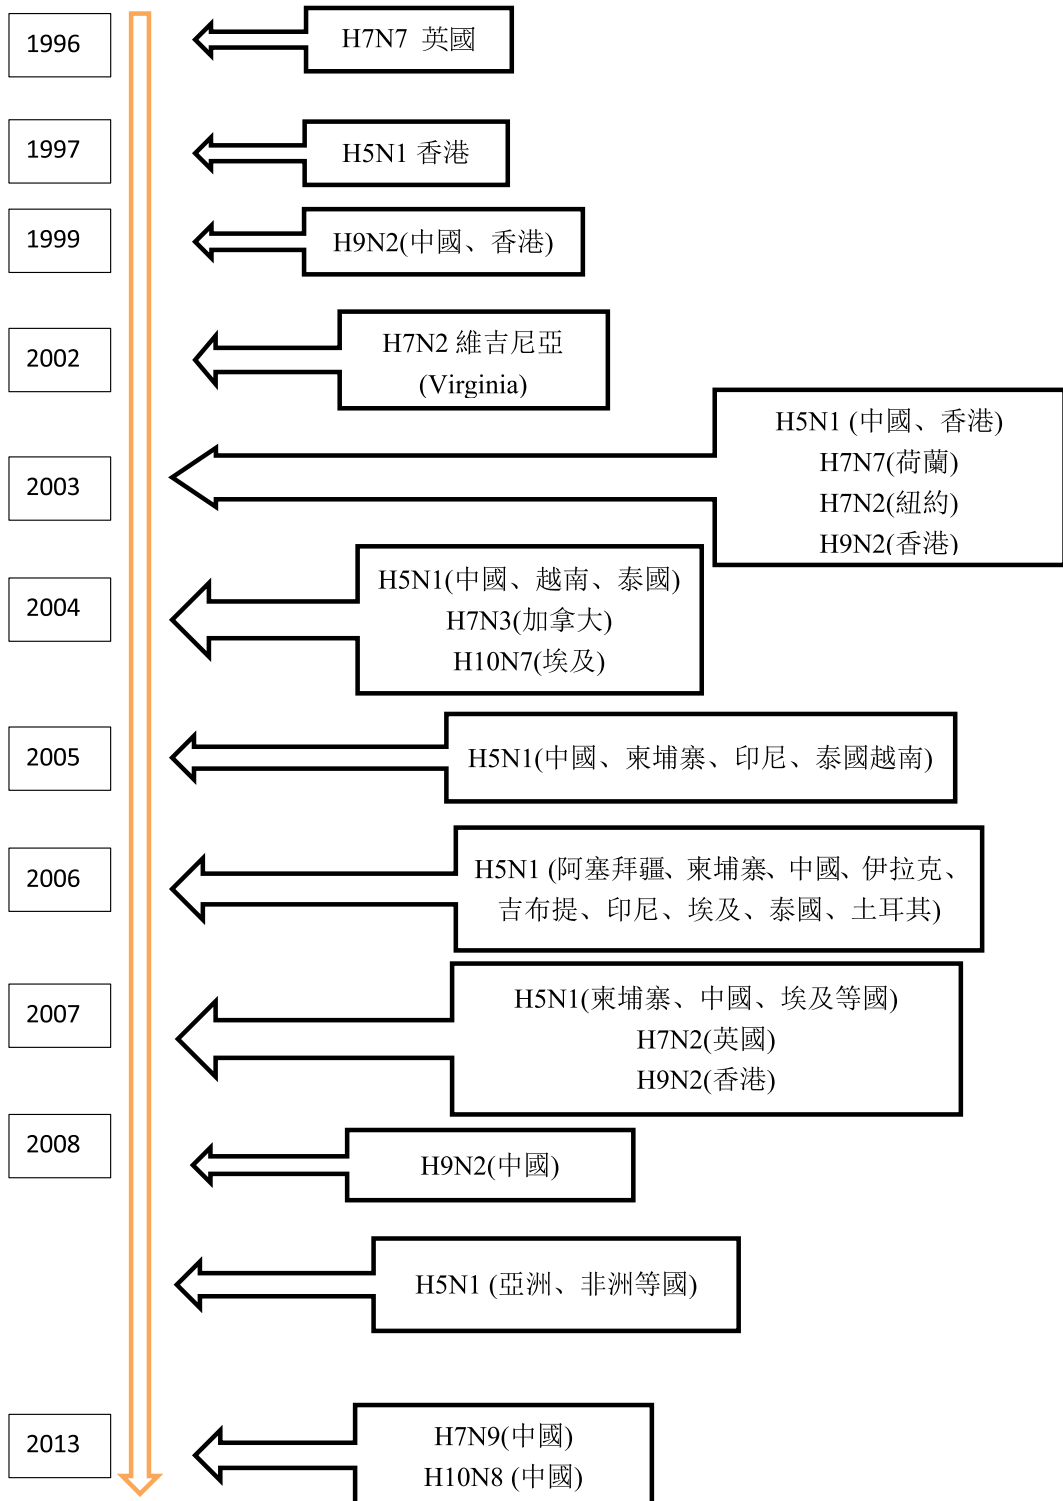 1996
H7N7 英國
1997
H5N1 香港
1999
H9N2(中國、香港)
2002
H7N2 維吉尼亞
(Virginia)
2003
H5N1 (中國、香港)
H7N7(荷蘭)
H7N2(紐約)
H9N2(香港)
2004
H5N1(中國、越南、泰國)
H7N3(加拿大)
H10N7(埃及)
2005
H5N1(中國、柬埔寨、印尼、泰國越南)
2006
H5N1 (阿塞拜疆、柬埔寨、中國、伊拉克、
吉布提、印尼、埃及、泰國、土耳其)
2007
H5N1(柬埔寨、中國、埃及等國)
H7N2(英國)
H9N2(香港)
2008
H9N2(中國)
H5N1 (亞洲、非洲等國)
2013
H7N9(中國)
H10N8 (中國)